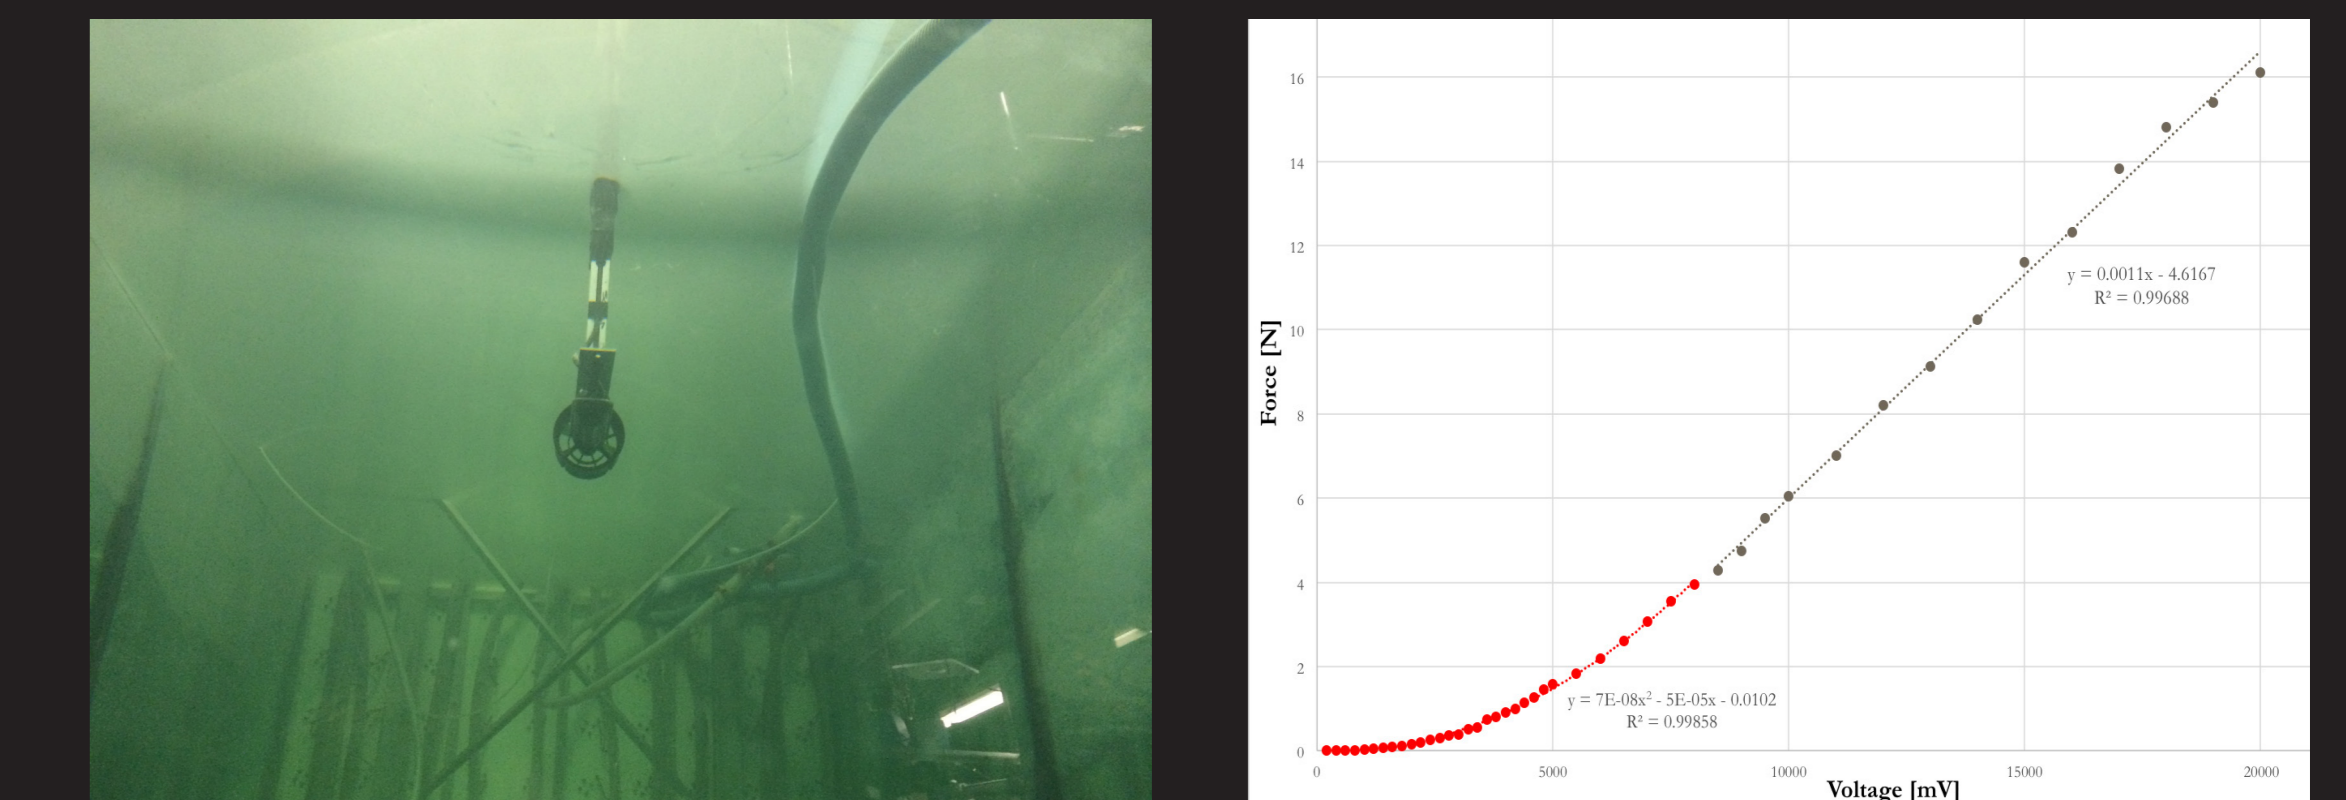 16
14
12
10
8
6
4
2
0
Force [N]
y = 0.0011x - 4.6167
R² = 0.99688
y = 7E-08x² - 5E-05x - 0.0102
R² = 0.99858
0 5000 10000 15000 20000
Voltage [mV]